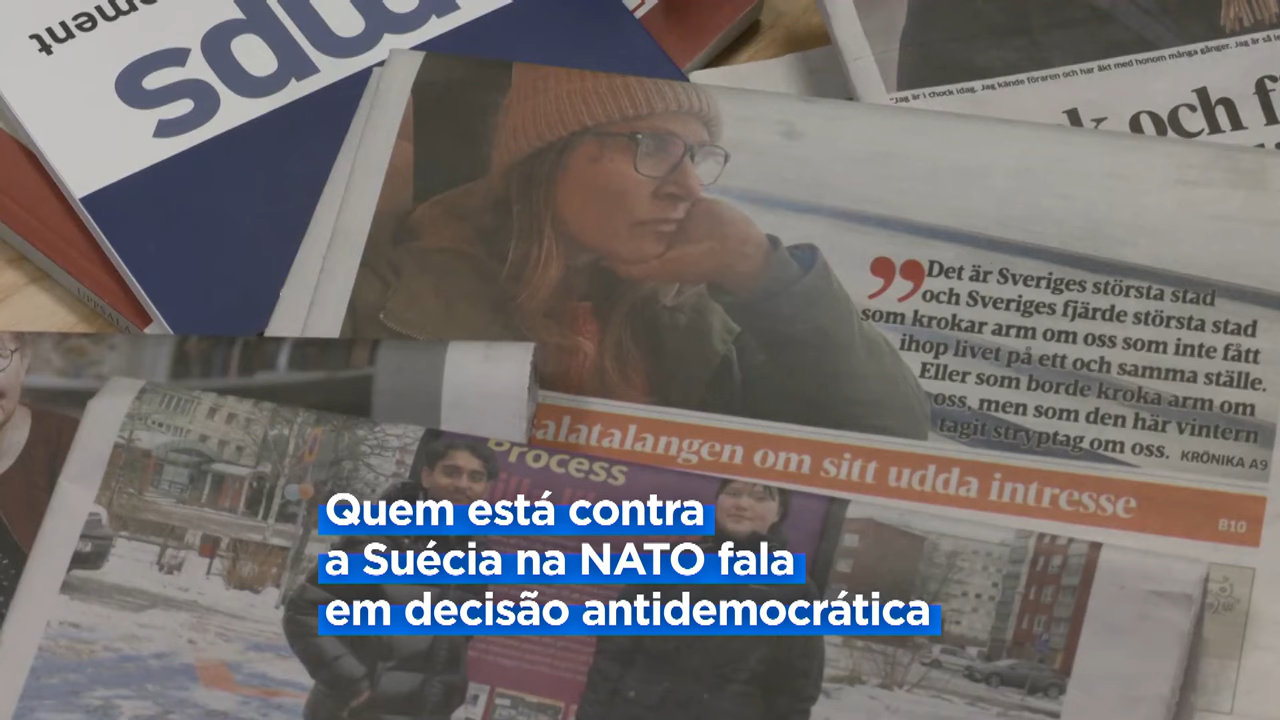 ement
mps
"Jag är i chock idag. Jag kände föraren och har åkt med honom många gånger. Jag är så le
k och f
UPPSALA
”Det är Sveriges största stad
och Sveriges fjärde största stad
som krokar arm om oss som inte fått
ihop livet på ett och samma ställe.
Eller som borde kroka arm om
oss, men som den här vintern
tagit stryptag om oss. KRÖNIKA A9
salatalangen om sitt udda intresse
B10
Process
Quem está contra
a Suécia na NATO fala
em decisão antidemocrática